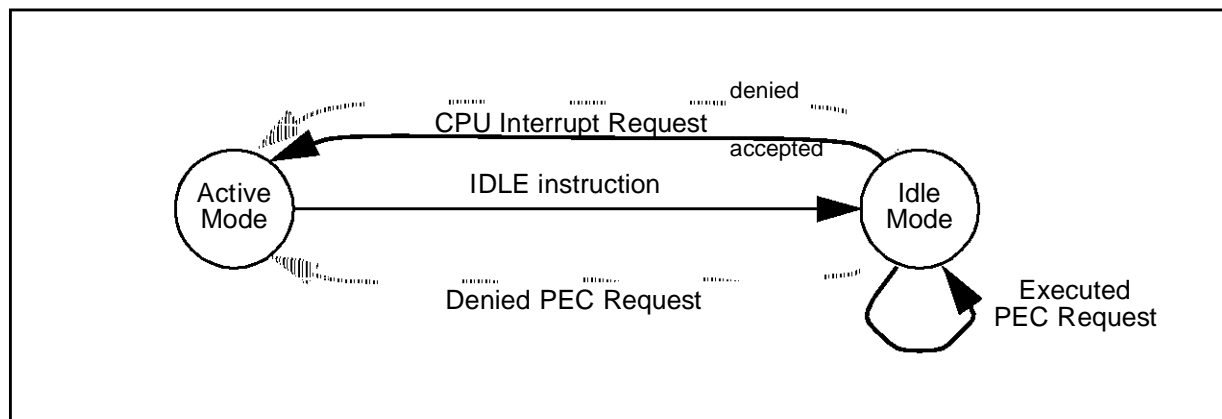 denied
CPU Interrupt Request
accepted
IDLE instruction
Active
Mode
Idle
Mode
Denied PEC Request
Executed
PEC Request